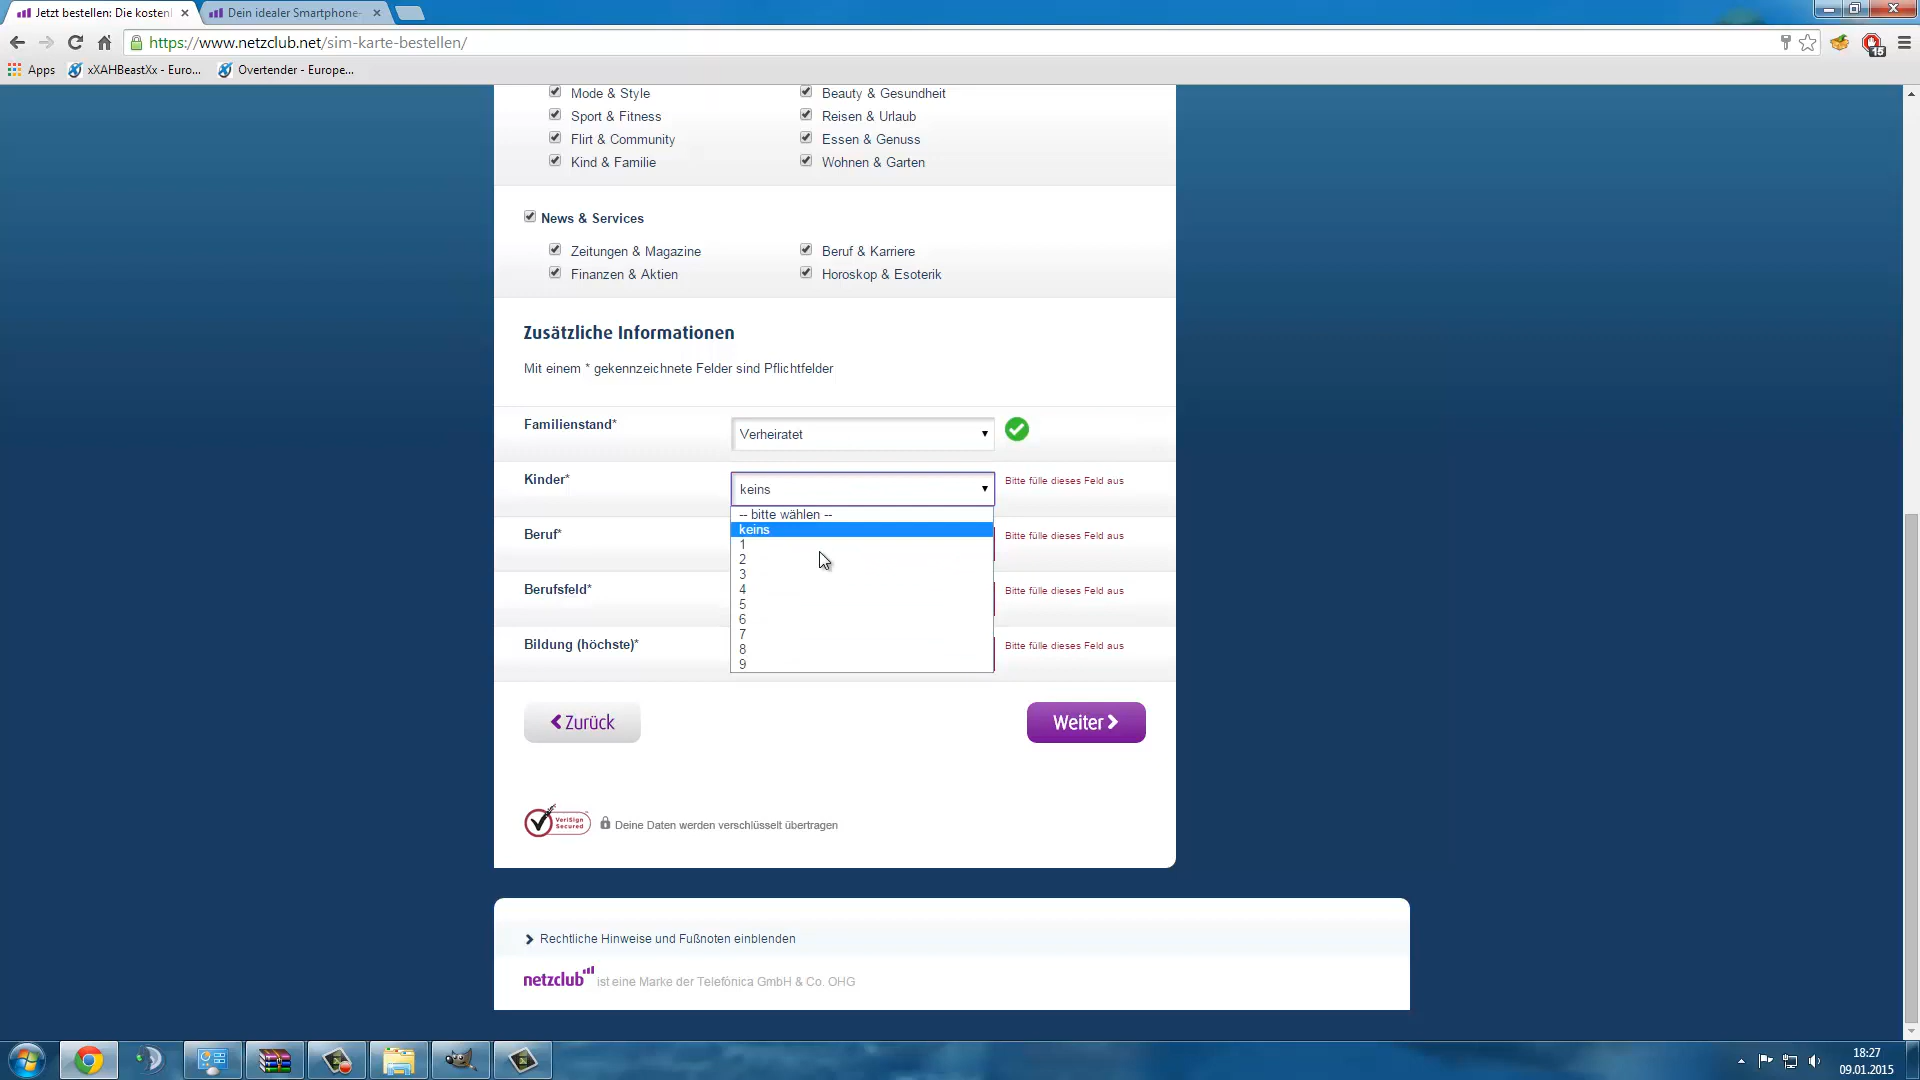 Jetzt bestellen: Die kosten
Dein idealer Smartphone-
https://www.netzclub.net/sim-karte-bestellen/
15
Apps
xXAHBeastXx - Euro...
Overtender - Europe...
Mode & Style
Beauty & Gesundheit
Sport & Fitness
Reisen & Urlaub
Flirt & Community
Essen & Genuss
Kind & Familie
Wohnen & Garten
News & Services
Zeitungen & Magazine
Beruf & Karriere
Finanzen & Aktien
Horoskop & Esoterik
Zusätzliche Informationen
Mit einem * gekennzeichnete Felder sind Pflichtfelder
Familienstand*
Verheiratet
Kinder*
keins
Bitte fülle dieses Feld aus
-- bitte wählen --
keins
1
2
3
4
5
6
7
8
9
Beruf*
Bitte fülle dieses Feld aus
Berufsfeld*
Bitte fülle dieses Feld aus
Bildung (höchste)*
Bitte fülle dieses Feld aus
Zurück
Weiter
VeriSign
Secured
Deine Daten werden verschlüsselt übertragen
Rechtliche Hinweise und Fußnoten einblenden
netzclub ist eine Marke der Telefónica GmbH & Co. OHG
18:27
09.01.2015